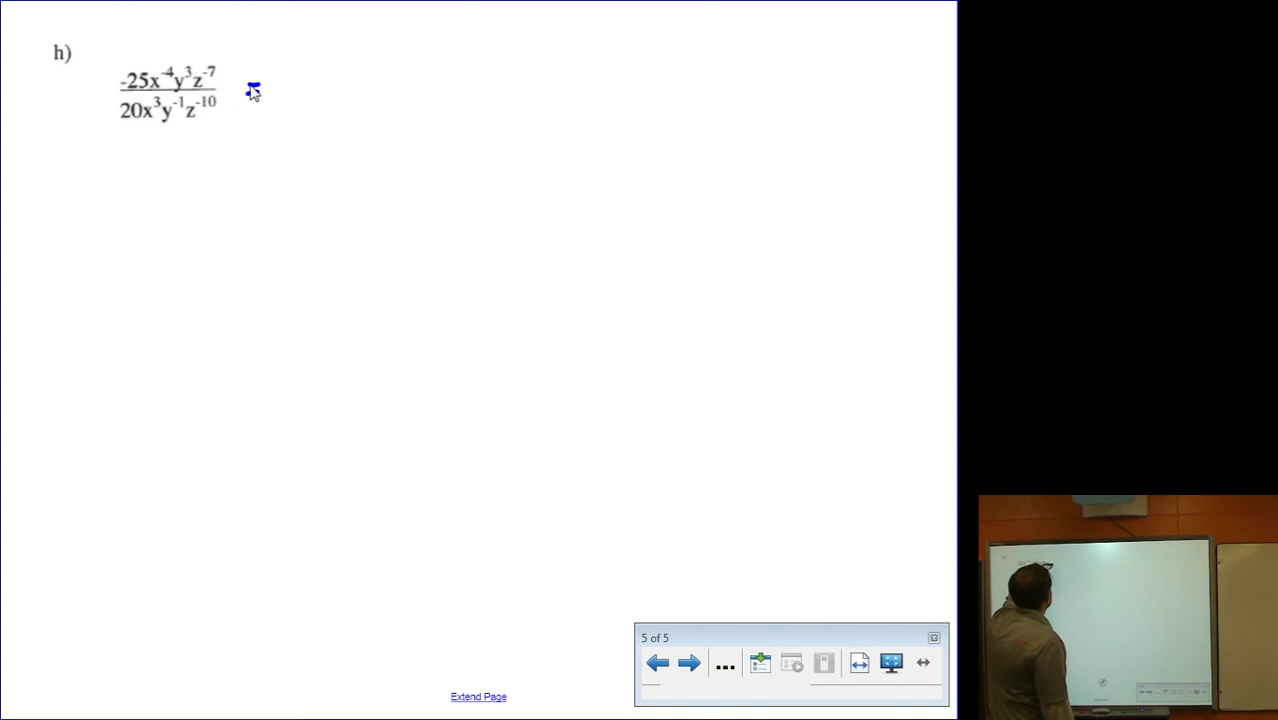 h)
-25x⁻⁴y³z⁻⁷
20x³y⁻¹z⁻¹⁰
=
5 of 5
...
Extend Page